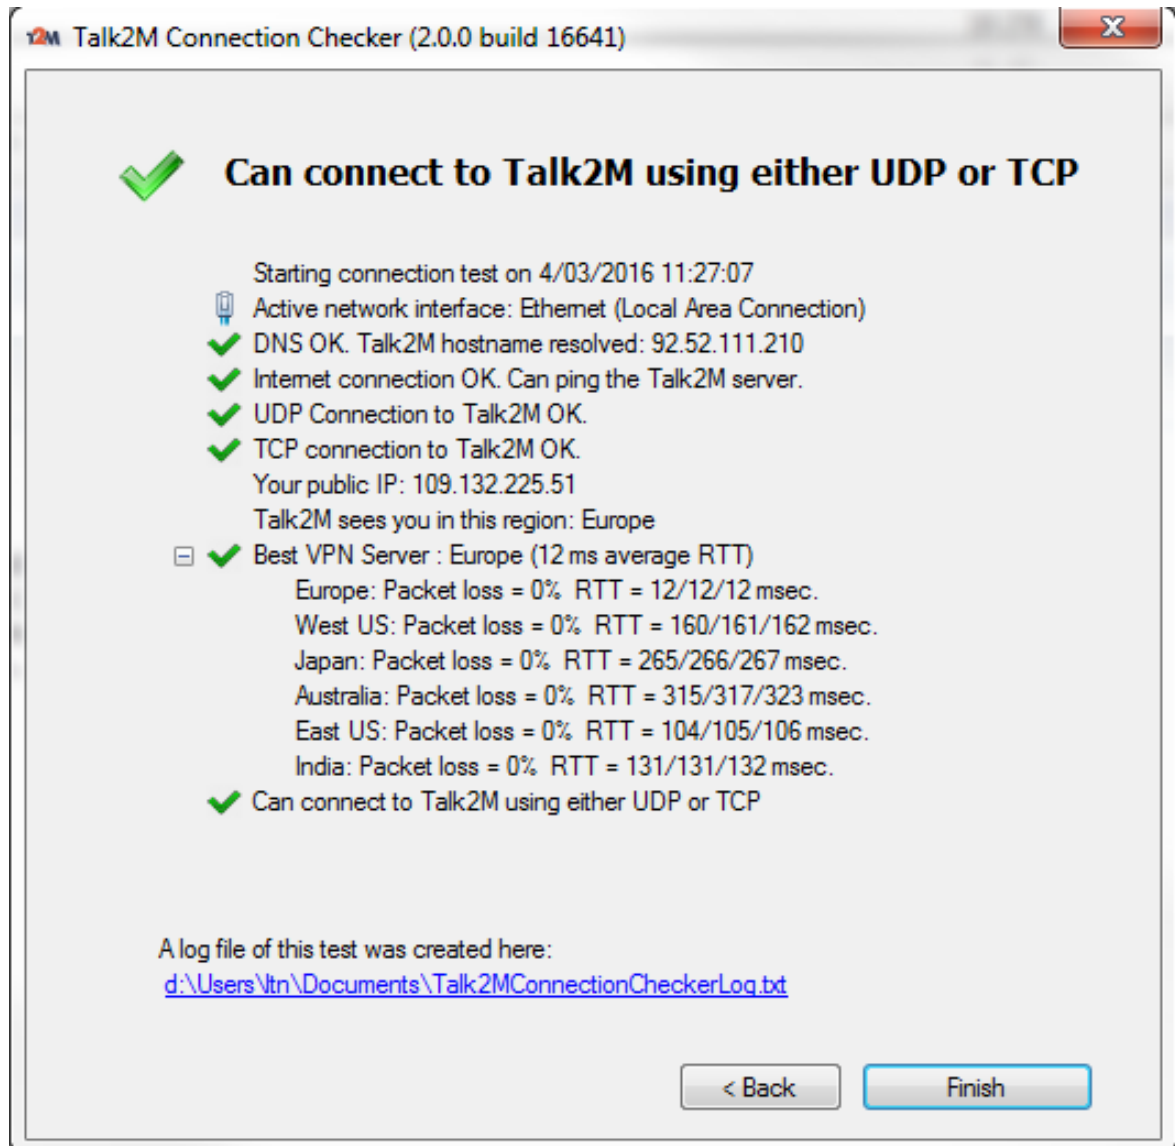 T2M Talk2M Connection Checker (2.0.0 build 16641)
Can connect to Talk2M using either UDP or TCP
Starting connection test on 4/03/2016 11:27:07
Active network interface: Ethernet (Local Area Connection)
DNS OK. Talk2M hostname resolved: 92.52.111.210
Internet connection OK. Can ping the Talk2M server.
UDP Connection to Talk2M OK.
TCP connection to Talk2M OK.
Your public IP: 109.132.225.51
Talk2M sees you in this region: Europe
Best VPN Server : Europe (12 ms average RTT)
Europe: Packet loss = 0% RTT = 12/12/12 msec.
West US: Packet loss = 0% RTT = 160/161/162 msec.
Japan: Packet loss = 0% RTT = 265/266/267 msec.
Australia: Packet loss = 0% RTT = 315/317/323 msec.
East US: Packet loss = 0% RTT = 104/105/106 msec.
India: Packet loss = 0% RTT = 131/131/132 msec.
Can connect to Talk2M using either UDP or TCP
A log file of this test was created here:
d:\Users\ltn\Documents\Talk2MConnectionCheckerLog.txt
< Back Finish